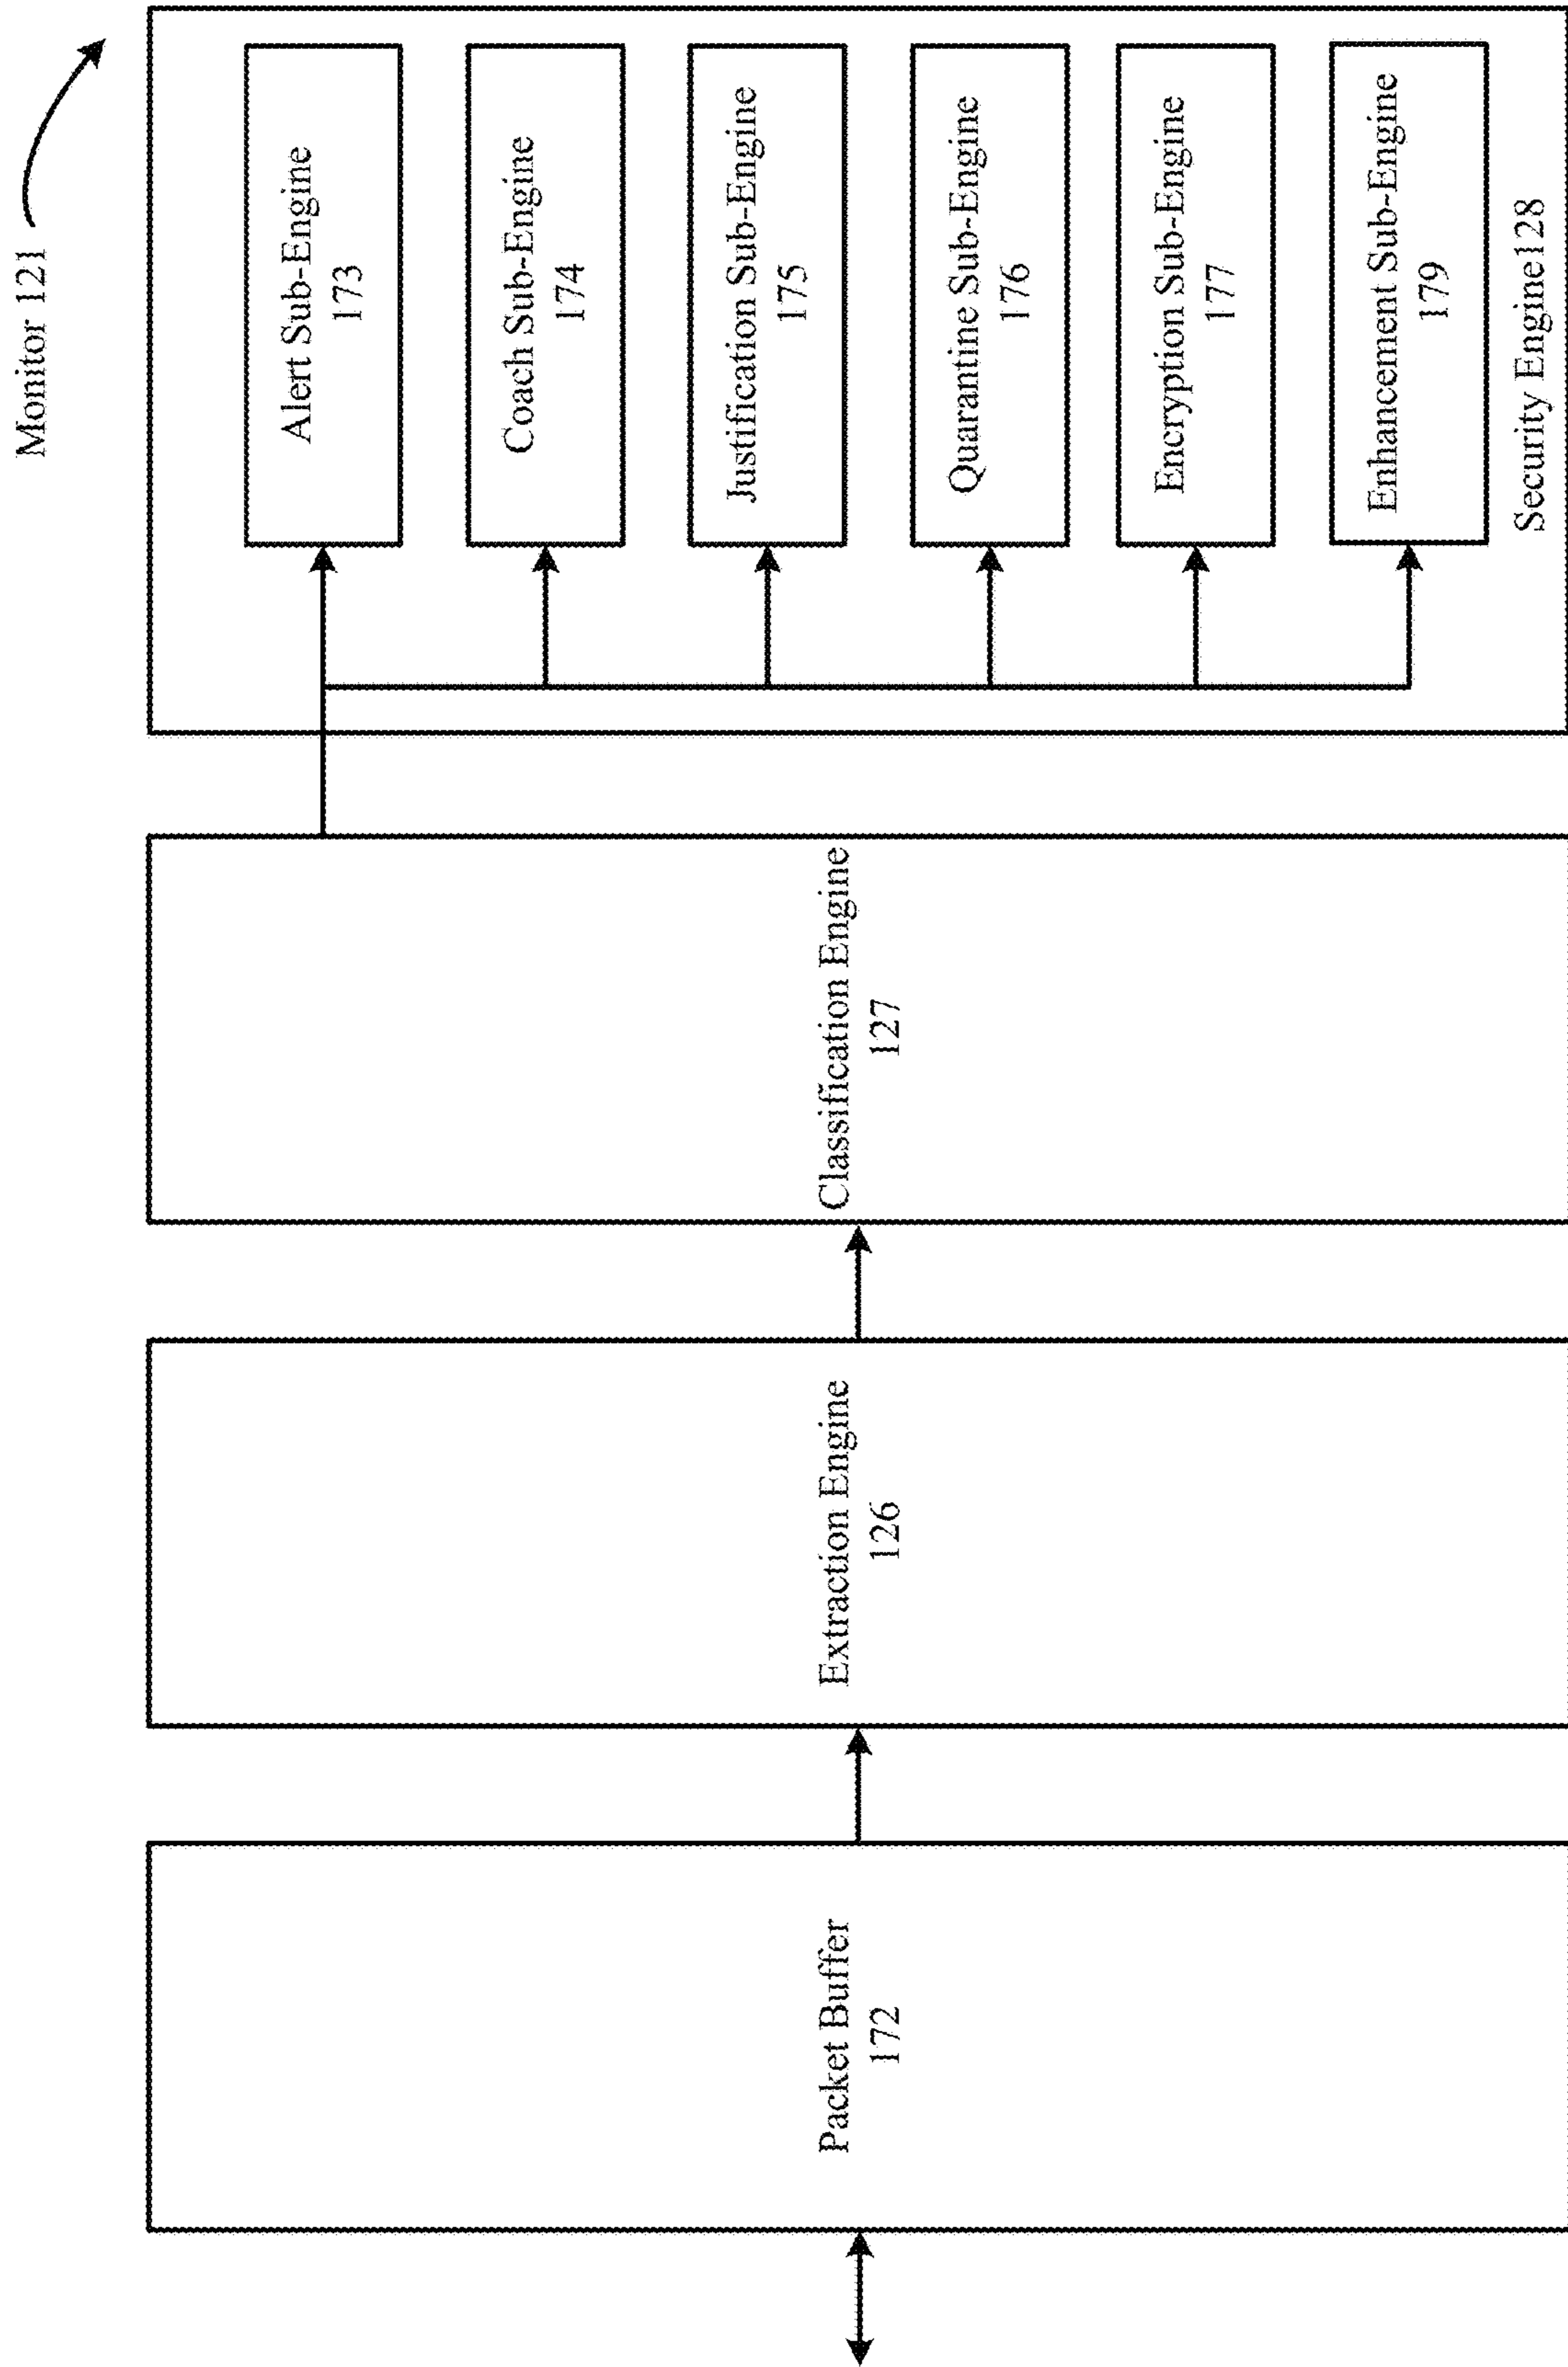 Monitor 121
Packet Buffer
172
Extraction Engine
126
Classification Engine
127
Alert Sub-Engine
173
Coach Sub-Engine
174
Justification Sub-Engine
175
Quarantine Sub-Engine
176
Encryption Sub-Engine
177
Enhancement Sub-Engine
179
Security Engine128